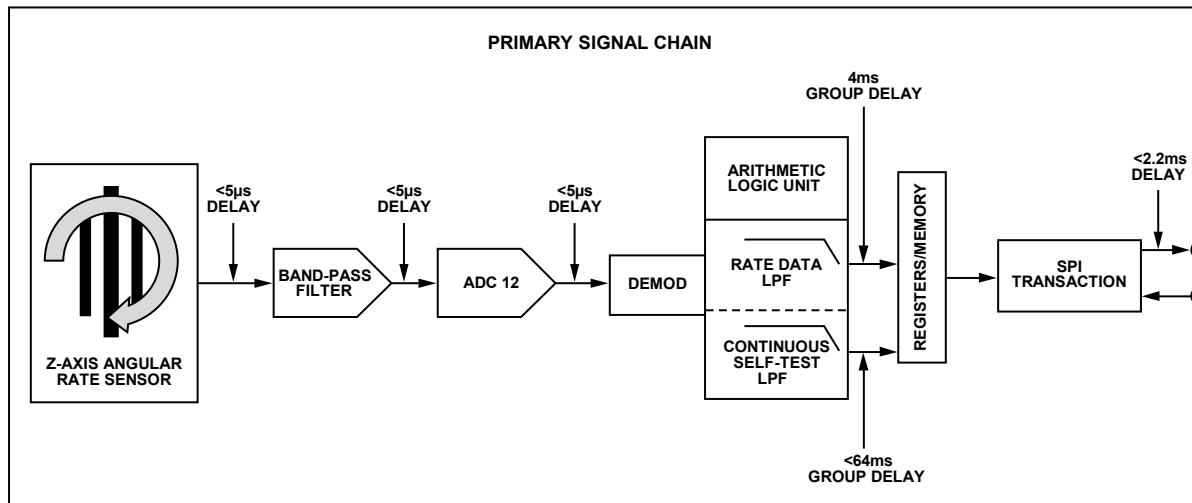 PRIMARY SIGNAL CHAIN
4ms
GROUP DELAY
<5µs
DELAY
<5µs
DELAY
<5µs
DELAY
ARITHMETIC
LOGIC UNIT
<2.2ms
DELAY
BAND-PASS
FILTER
ADC 12
DEMOD
RATE DATA
LPF
REGISTERS/MEMORY
SPI
TRANSACTION
Z-AXIS ANGULAR
RATE SENSOR
CONTINUOUS
SELF-TEST
LPF
<64ms
GROUP DELAY